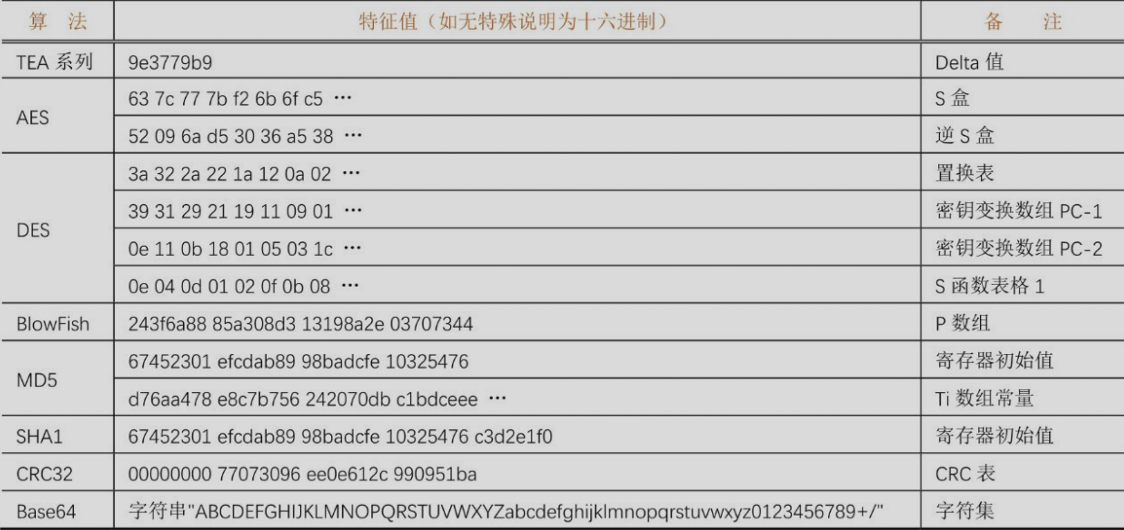 算 法 特征值（如无特殊说明为十六进制） 备 注
TEA 系列 9e3779b9 Delta 值
AES 63 7c 77 7b f2 6b 6f c5 ⋯ S 盒
52 09 6a d5 30 36 a5 38 ⋯ 逆 S 盒
DES 3a 32 2a 22 1a 12 0a 02 ⋯ 置换表
39 31 29 21 19 11 09 01 ⋯ 密钥变换数组 PC-1
0e 11 0b 18 01 05 03 1c ⋯ 密钥变换数组 PC-2
0e 04 0d 01 02 0f 0b 08 ⋯ S 函数表格 1
BlowFish 243f6a88 85a308d3 13198a2e 03707344 P 数组
MD5 67452301 efcdab89 98badcfe 10325476 寄存器初始值
d76aa478 e8c7b756 242070db c1bdceee ⋯ Ti 数组常量
SHA1 67452301 efcdab89 98badcfe 10325476 c3d2e1f0 寄存器初始值
CRC32 00000000 77073096 ee0e612c 990951ba CRC 表
Base64 字符串"ABCDEFGHIJKLMNOPQRSTUVWXYZabcdefghijklmnopqrstuvwxyz0123456789+/" 字符集